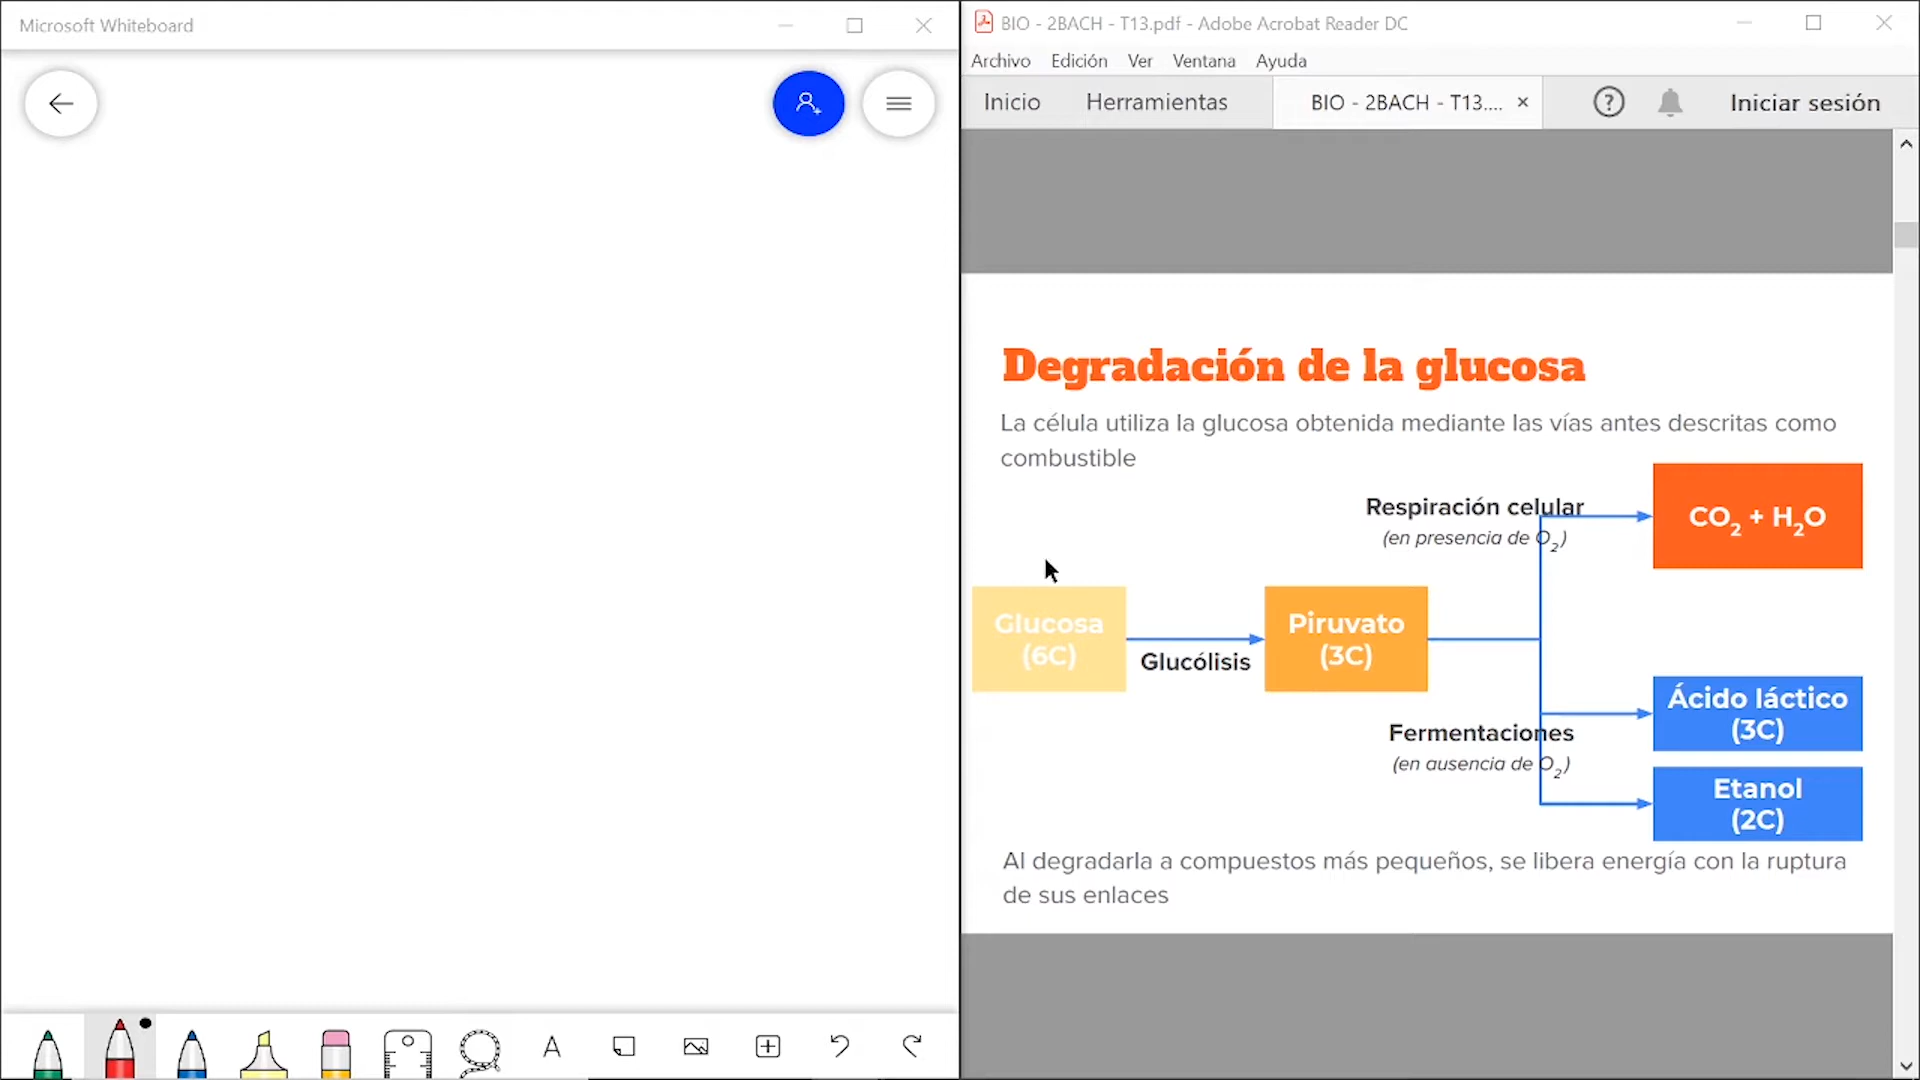 Microsoft Whiteboard
BIO - 2BACH - T13.pdf - Adobe Acrobat Reader DC
Archivo Edición Ver Ventana Ayuda
Inicio Herramientas BIO - 2BACH - T13.... × ? Iniciar sesión
Degradación de la glucosa
La célula utiliza la glucosa obtenida mediante las vías antes descritas como
combustible
Respiración celular
(en presencia de O₂)
CO₂ + H₂O
Glucosa
(6C)
Glucólisis
Piruvato
(3C)
Fermentaciones
(en ausencia de O₂)
Ácido láctico
(3C)
Etanol
(2C)
Al degradarla a compuestos más pequeños, se libera energía con la ruptura
de sus enlaces
A